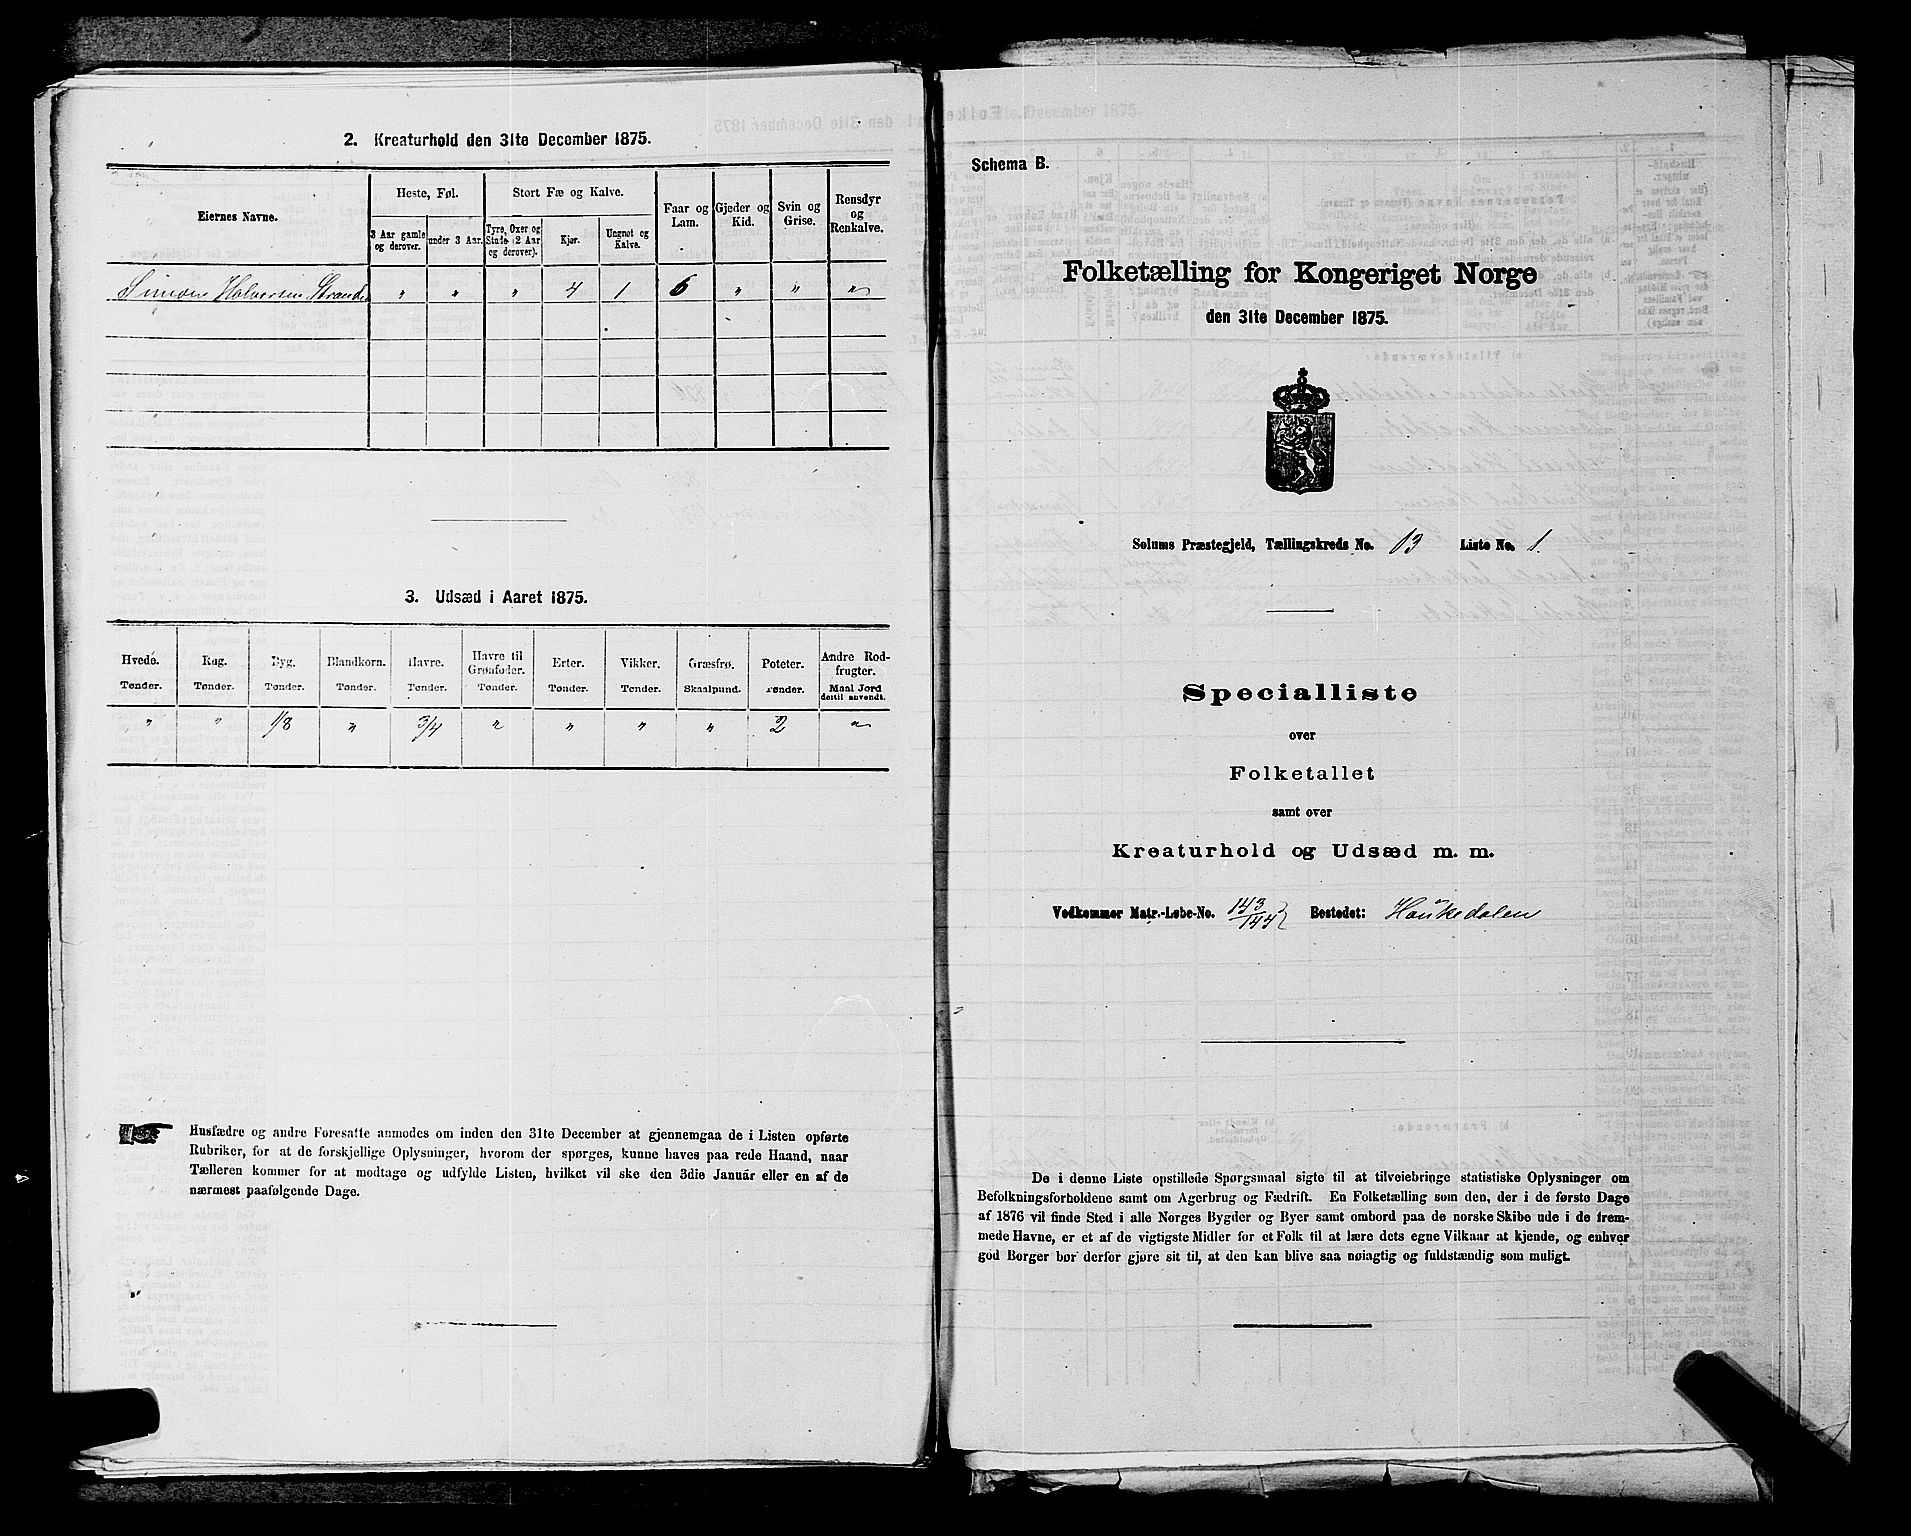 2. Kreaturhold den 31te December 1875.
Eiernes Navne.
Heste, Føl.
Stort Fæ og Kalve.
Faar og Lam.
Gjeder og Kid.
Svin og Grise.
Rensdyr og Renkalve.
3 Aar gamle og derover.
under 3 Aar.
Tyre, Oxer og Stude (2 Aar og derover).
Kjør.
Ungnøt og Kalve.
Simon Halvorsen Strande " " " 4 1 6 " " "
3. Udsæd i Aaret 1875.
Hvede. Rug. Byg. Blandkorn. Havre. Havre til Grønfoder. Erter. Vikker. Græsfrø. Poteter. Andre Rodfrugter.
Tønder. Tønder. Tønder. Tønder. Tønder. Tønder. Tønder. Tønder. Skaalpund. Tønder. Maal Jord dertil anvendt.
" " 1/8 " 3/4 " " " " 2 "
Husfædre og andre Foresatte anmodes om inden den 31te December at gjennemgaa de i Listen opførte
Rubriker, for at de forskjellige Oplysninger, hvorom der spørges, kunne haves paa rede Haand, naar
Tælleren kommer for at modtage og udfylde Listen, hvilket vil ske den 3die Januar eller en af de
nærmest paafølgende Dage.
Schema B.
Folketælling for Kongeriget Norge
den 31te December 1875.
Solums Præstegjeld, Tællingskreds No. 13 Liste No. 1.
Specialliste
over
Folketallet
samt over
Kreaturhold og Udsæd m. m.
Vedkommer Matr.-Løbe-No. 143/144 Bostedet: Haukedalen
De i denne Liste opstillede Spørgsmaal sigte til at tilveiebringe statistiske Oplysninger om
Befolkningsforholdene samt om Agerbrug og Fædrift. En Folketælling som den, der i de første Dage
af 1876 vil finde Sted i alle Norges Bygder og Byer samt ombord paa de norske Skibe ude i de frem-
mede Havne, er et af de vigtigste Midler for et Folk til at lære dets egne Vilkaar at kjende, og enhver
god Borger bør derfor gjøre sit til, at den kan blive saa nøiagtig og fuldstændig som muligt.